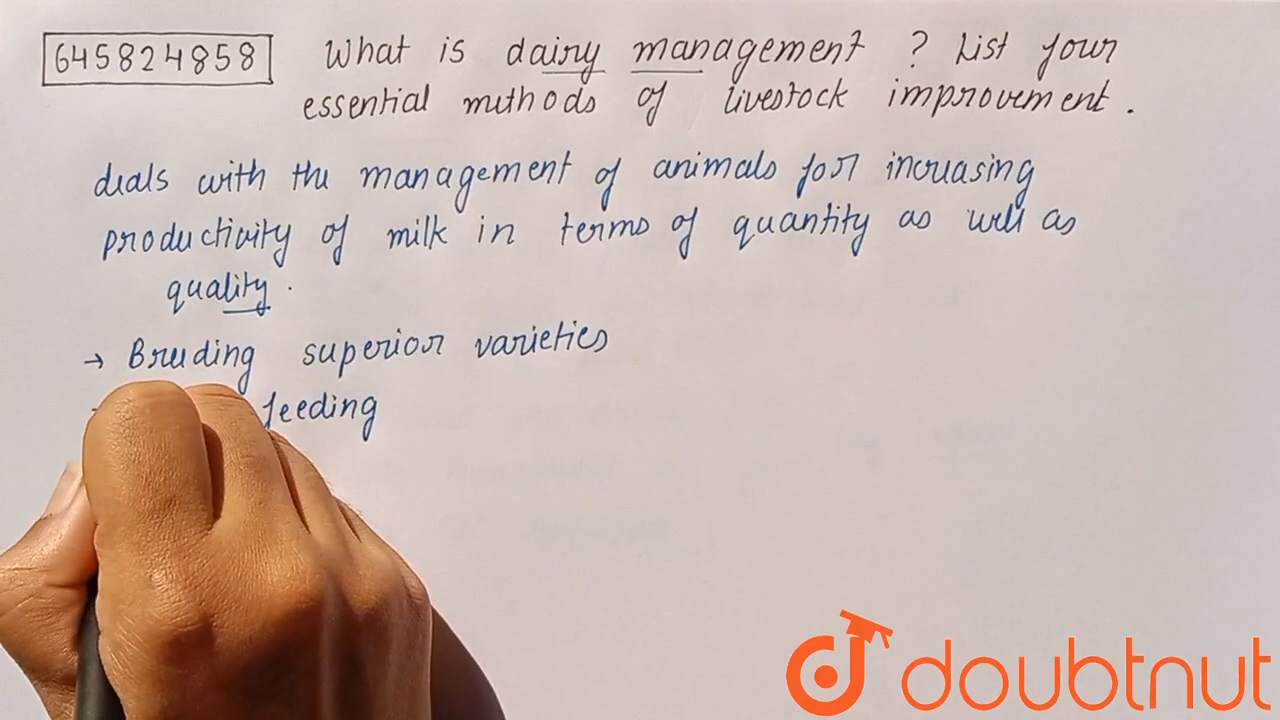 645824858 What is dairy management ? List four
essential methods of livestock improvement .
deals with the management of animals for increasing
productivity of milk in terms of quantity as well as
quality .
→ Breeding superior varieties
feeding
doubtnut